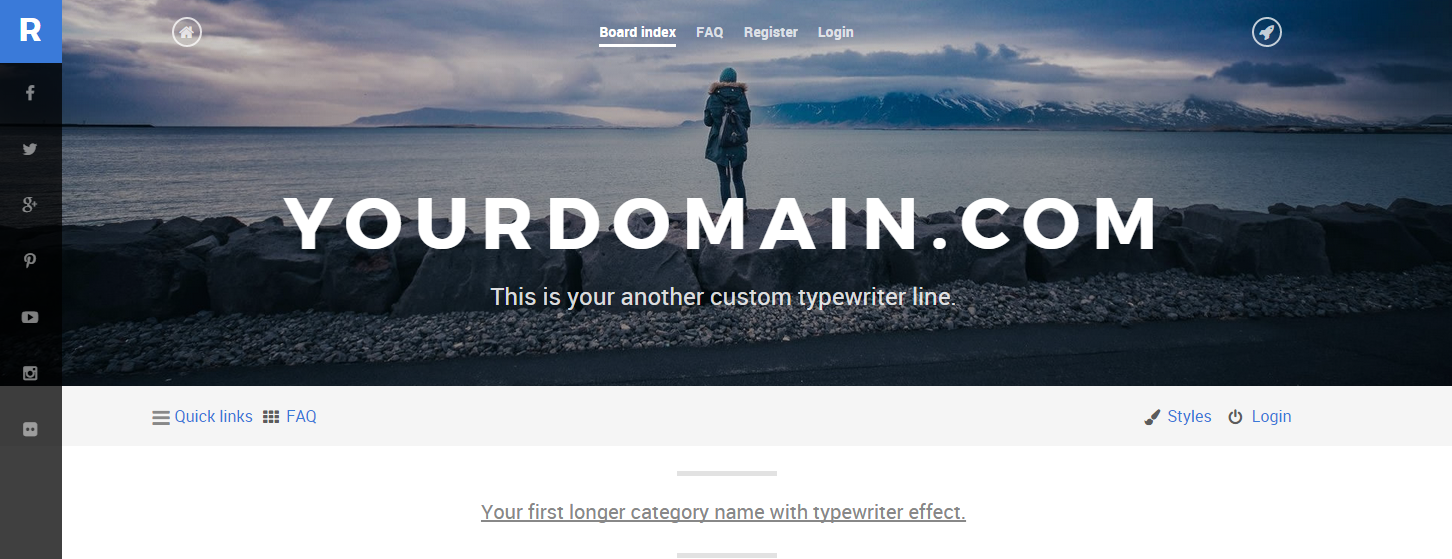 R
Board index FAQ Register Login
YOURDOMAIN.COM
This is your another custom typewriter line.
Quick links FAQ Styles Login
Your first longer category name with typewriter effect.